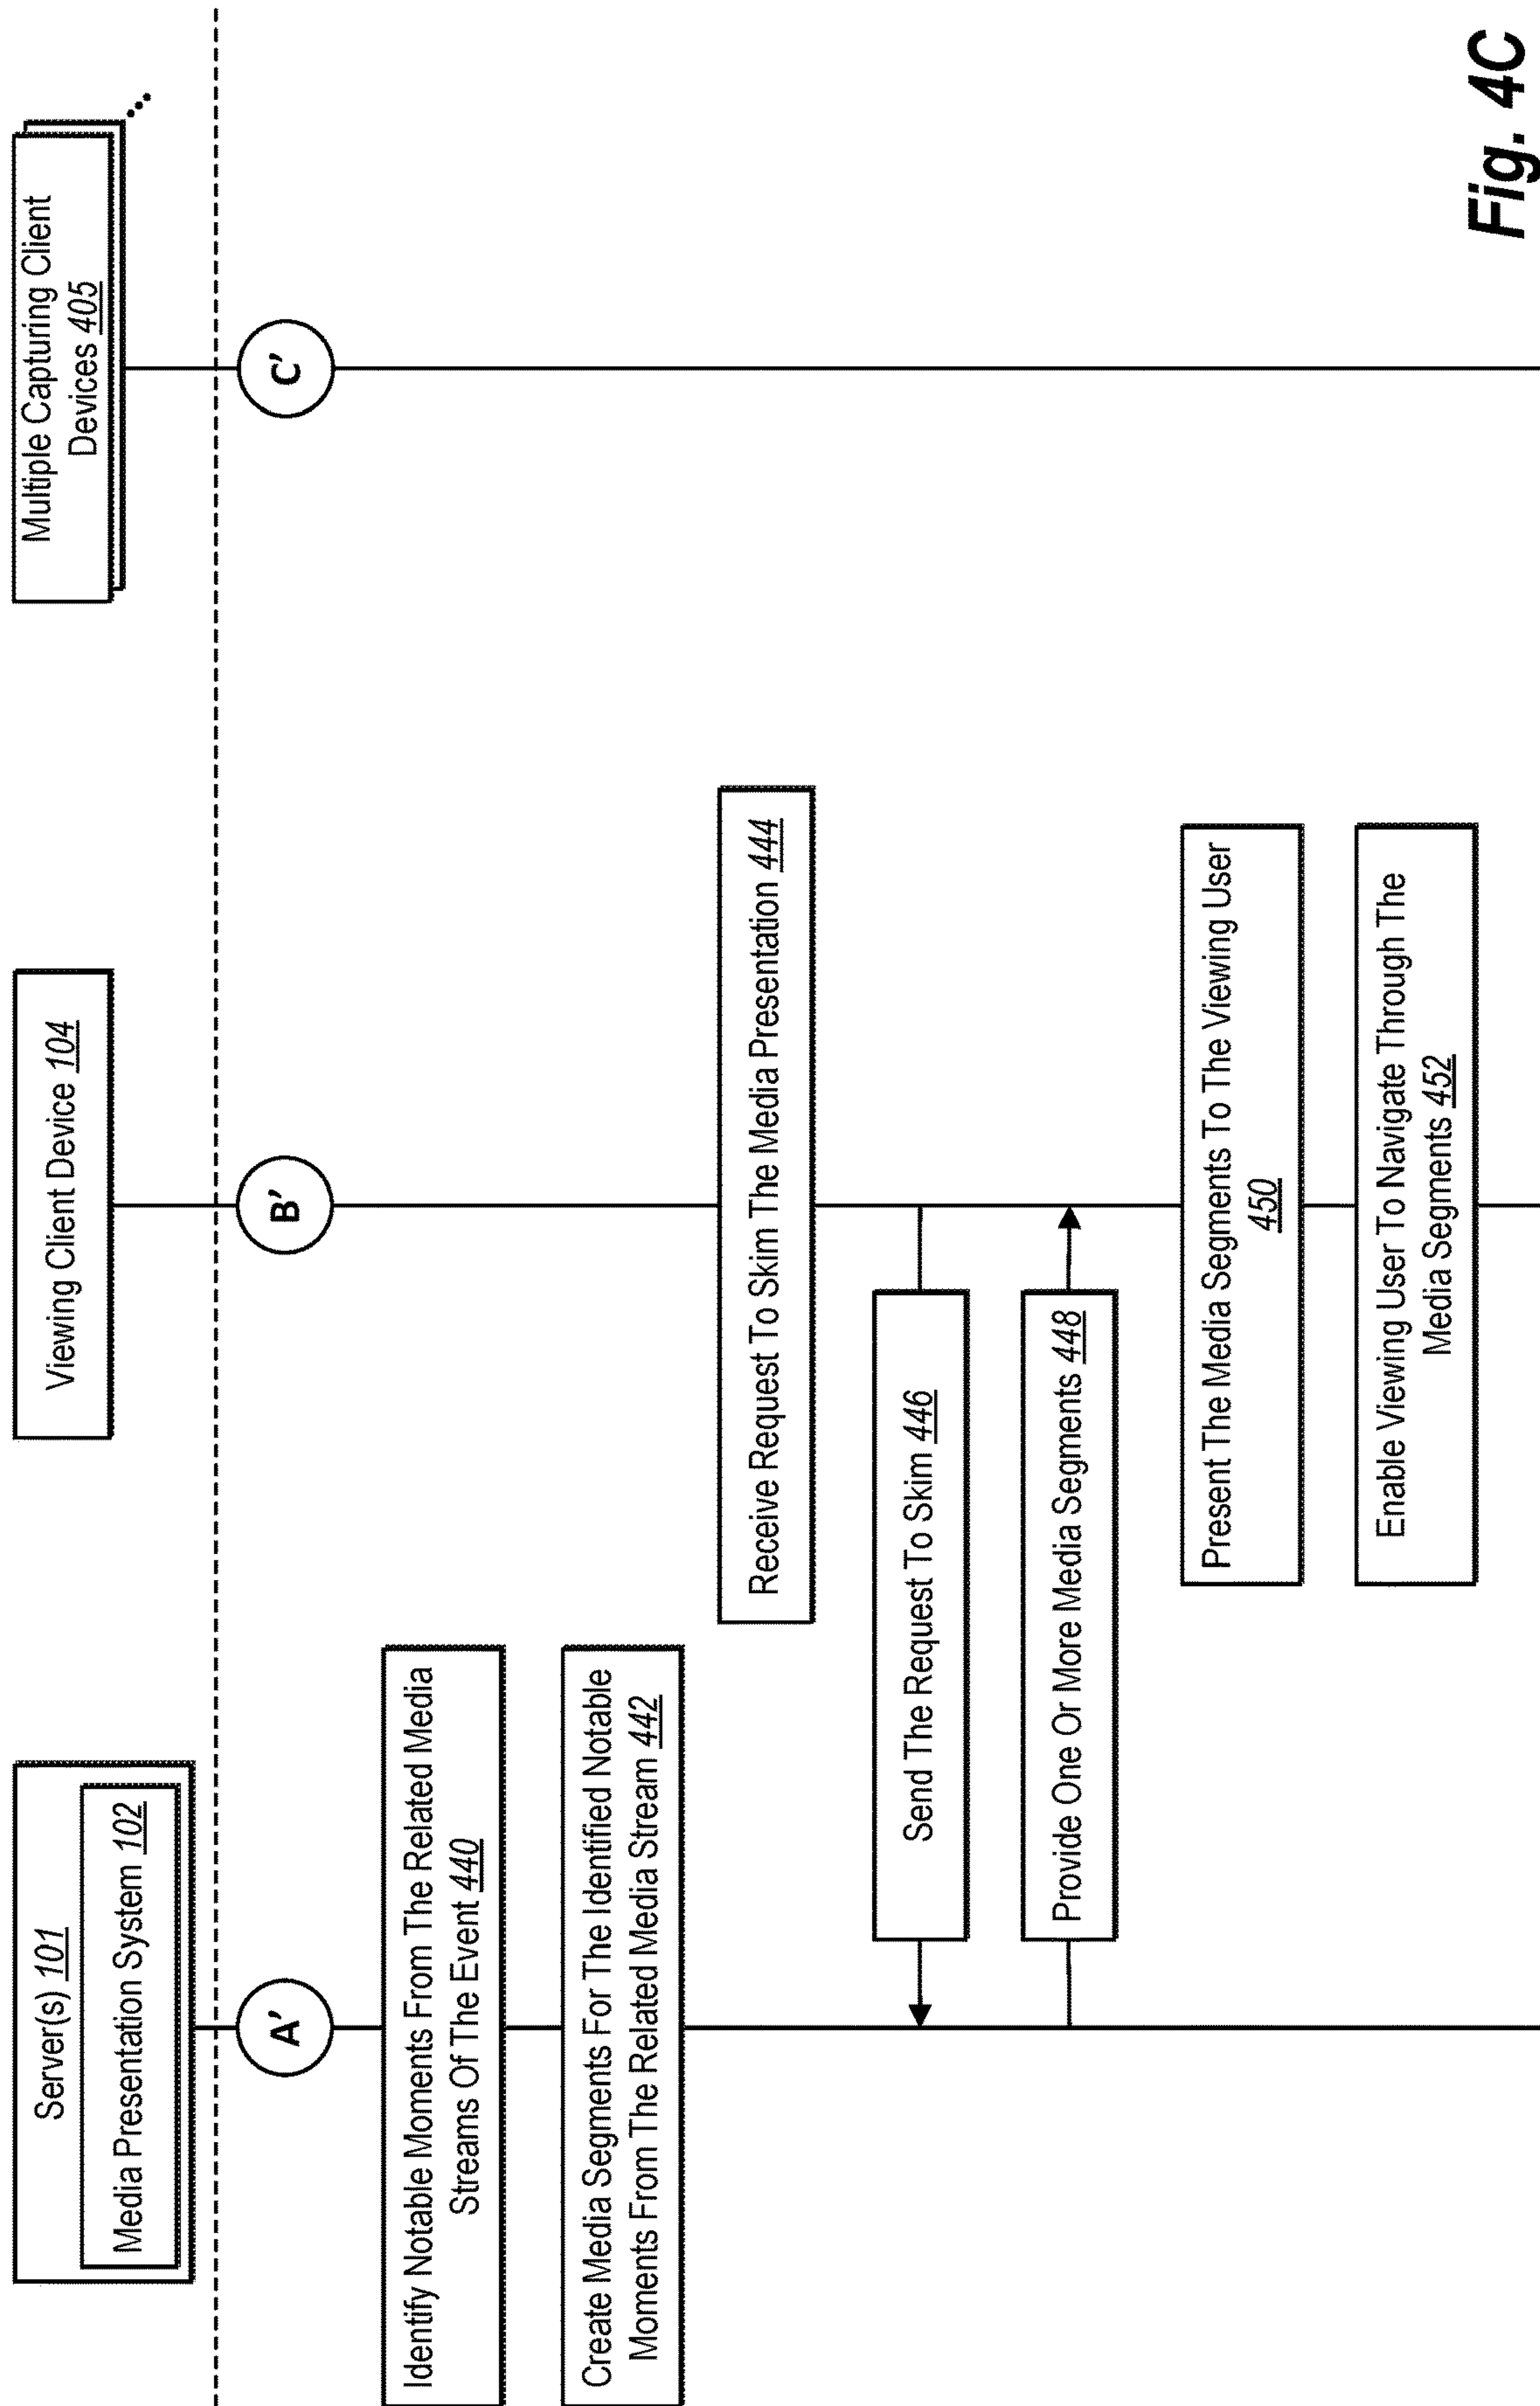 Server(s) 101
Media Presentation System 102
Viewing Client Device 104
Multiple Capturing Client
Devices 405
A'
B'
C'
Identify Notable Moments From The Related Media
Streams Of The Event 440
Create Media Segments For The Identified Notable
Moments From The Related Media Stream 442
Receive Request To Skim The Media Presentation 444
Send The Request To Skim 446
Provide One Or More Media Segments 448
Present The Media Segments To The Viewing User
450
Enable Viewing User To Navigate Through The
Media Segments 452
Fig. 4C